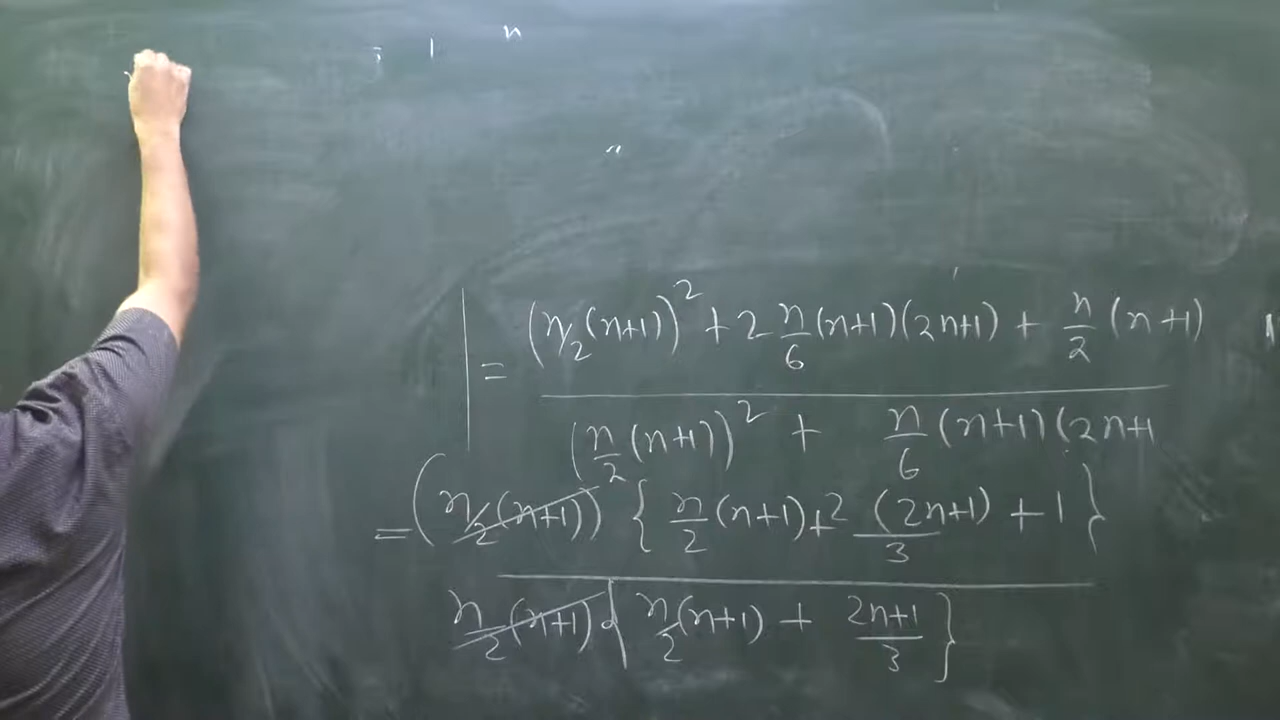 = (n/2(n+1))² + 2 n/6 (n+1)(2n+1) + n/2 (n+1)
(n/2 (n+1))² + n/6 (n+1)(2n+1
= (n/2(n+1))² { n/2 (n+1) + 2 (2n+1)/3 + 1 }
n/2 (n+1) { n/2 (n+1) + 2n+1/3 }